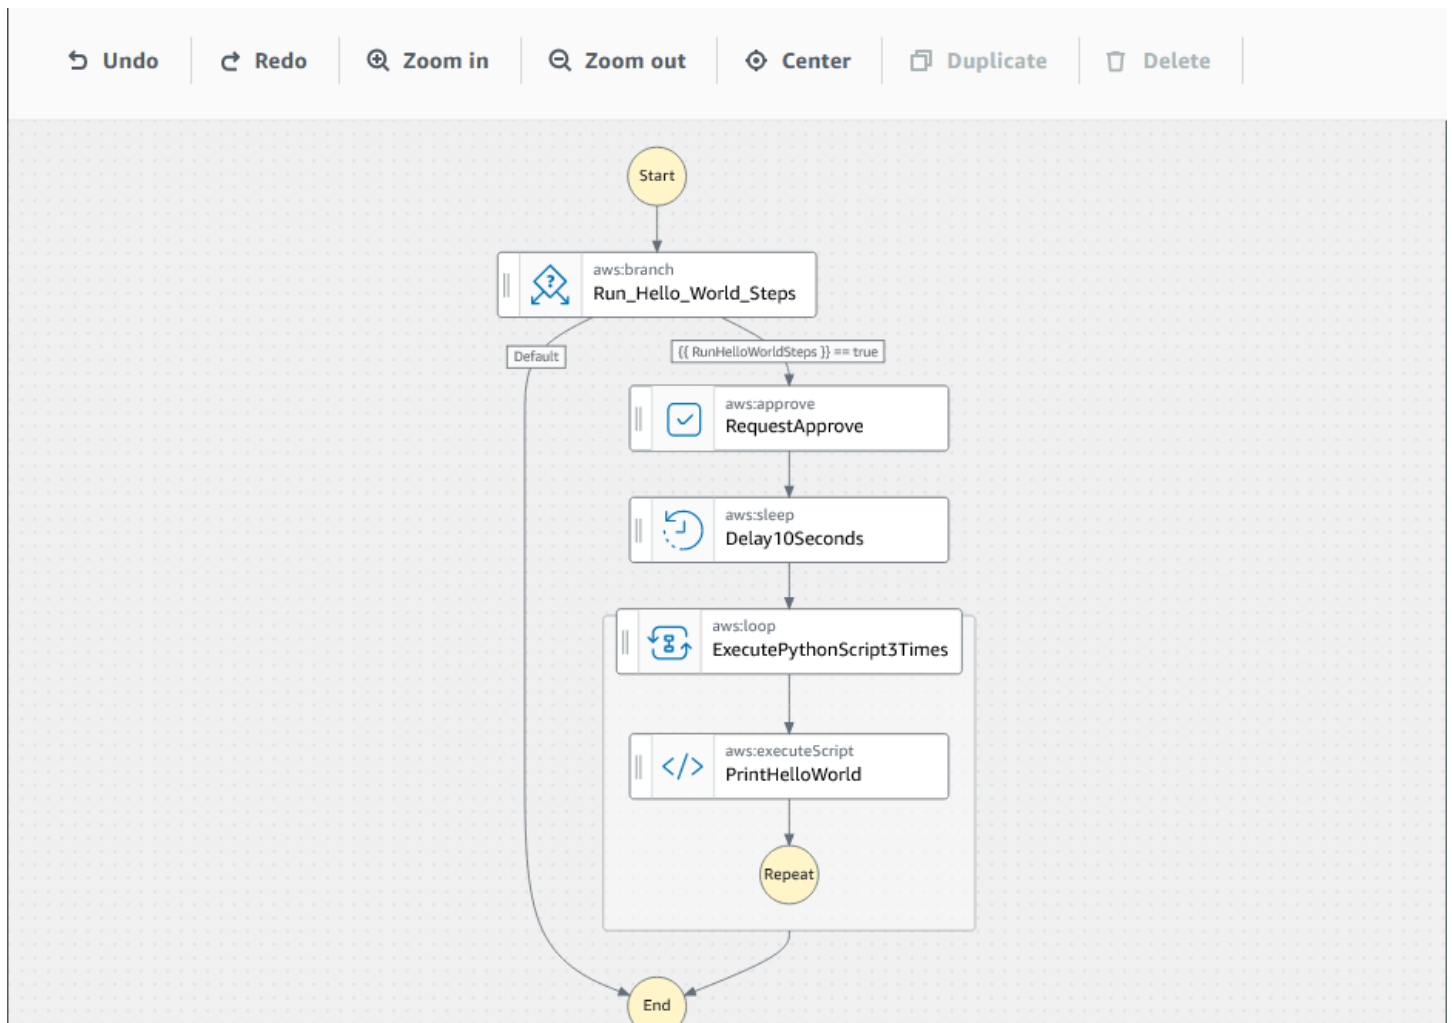 Undo
Redo
Zoom in
Zoom out
Center
Duplicate
Delete
Start
aws:branch
Run_Hello_World_Steps
Default
{{ RunHelloWorldSteps }} == true
aws:approve
RequestApprove
aws:sleep
Delay10Seconds
aws:loop
ExecutePythonScript3Times
aws:executeScript
PrintHelloWorld
Repeat
End